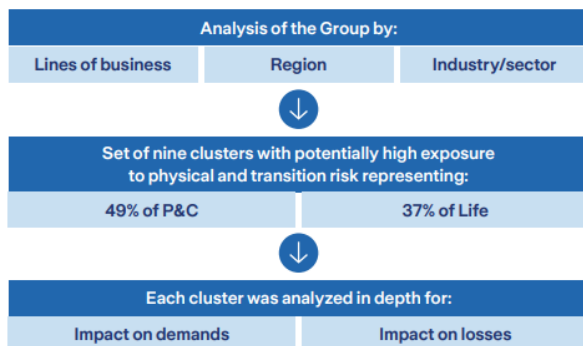 Analysis of the Group by:
Lines of business
Region
Industry/sector
Set of nine clusters with potentially high exposure
to physical and transition risk representing:
49% of P&C
37% of Life
Each cluster was analyzed in depth for:
Impact on demands
Impact on losses